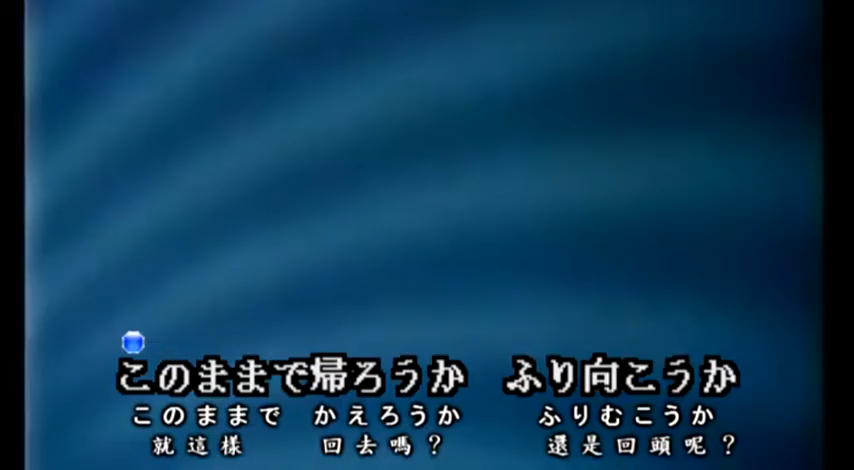 このままで帰ろうか ふり向こうか
このままで かえろうか ふりむこうか
就這樣 回去嗎？ 還是回頭呢？